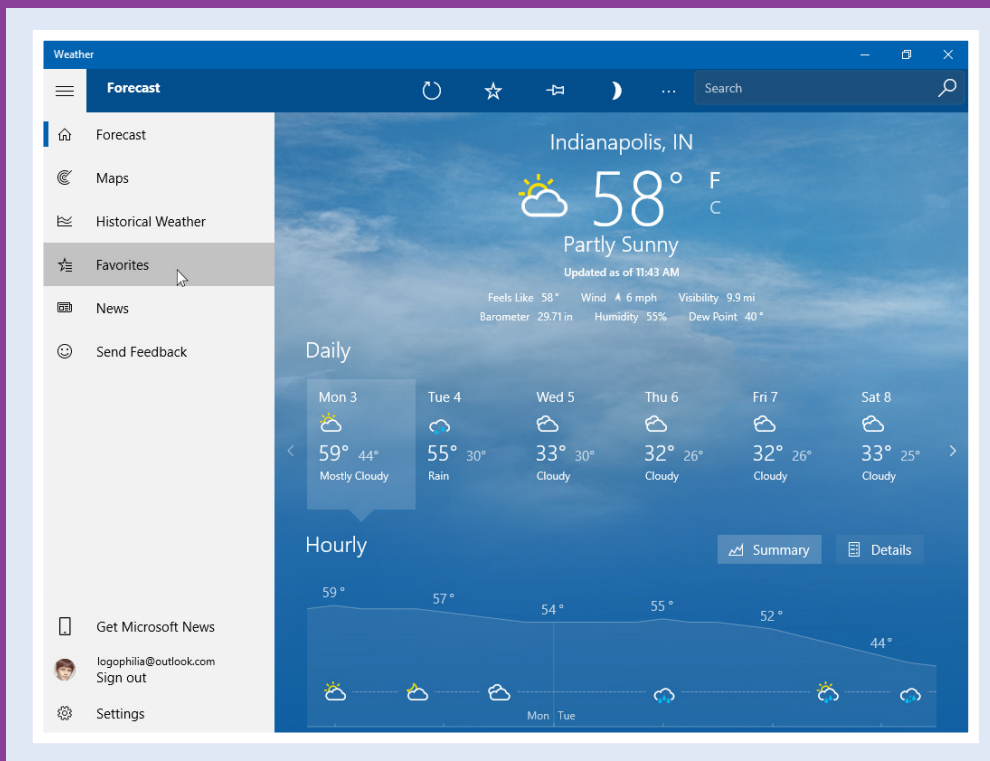 Weather
Forecast
Search
Forecast
Maps
Historical Weather
Favorites
News
Send Feedback
Get Microsoft News
logophilia@outlook.com
Sign out
Settings
Indianapolis, IN
58° F
C
Partly Sunny
Updated as of 11:43 AM
Feels Like 58° Wind 6 mph Visibility 9.9 mi
Barometer 29.71 in Humidity 55% Dew Point 40°
Daily
Mon 3 Tue 4 Wed 5 Thu 6 Fri 7 Sat 8
59° 44° 55° 30° 33° 30° 32° 26° 32° 26° 33° 25°
Mostly Cloudy Rain Cloudy Cloudy Cloudy Cloudy
Hourly
Summary Details
59° 57° 54° 55° 52° 44°
Mon Tue